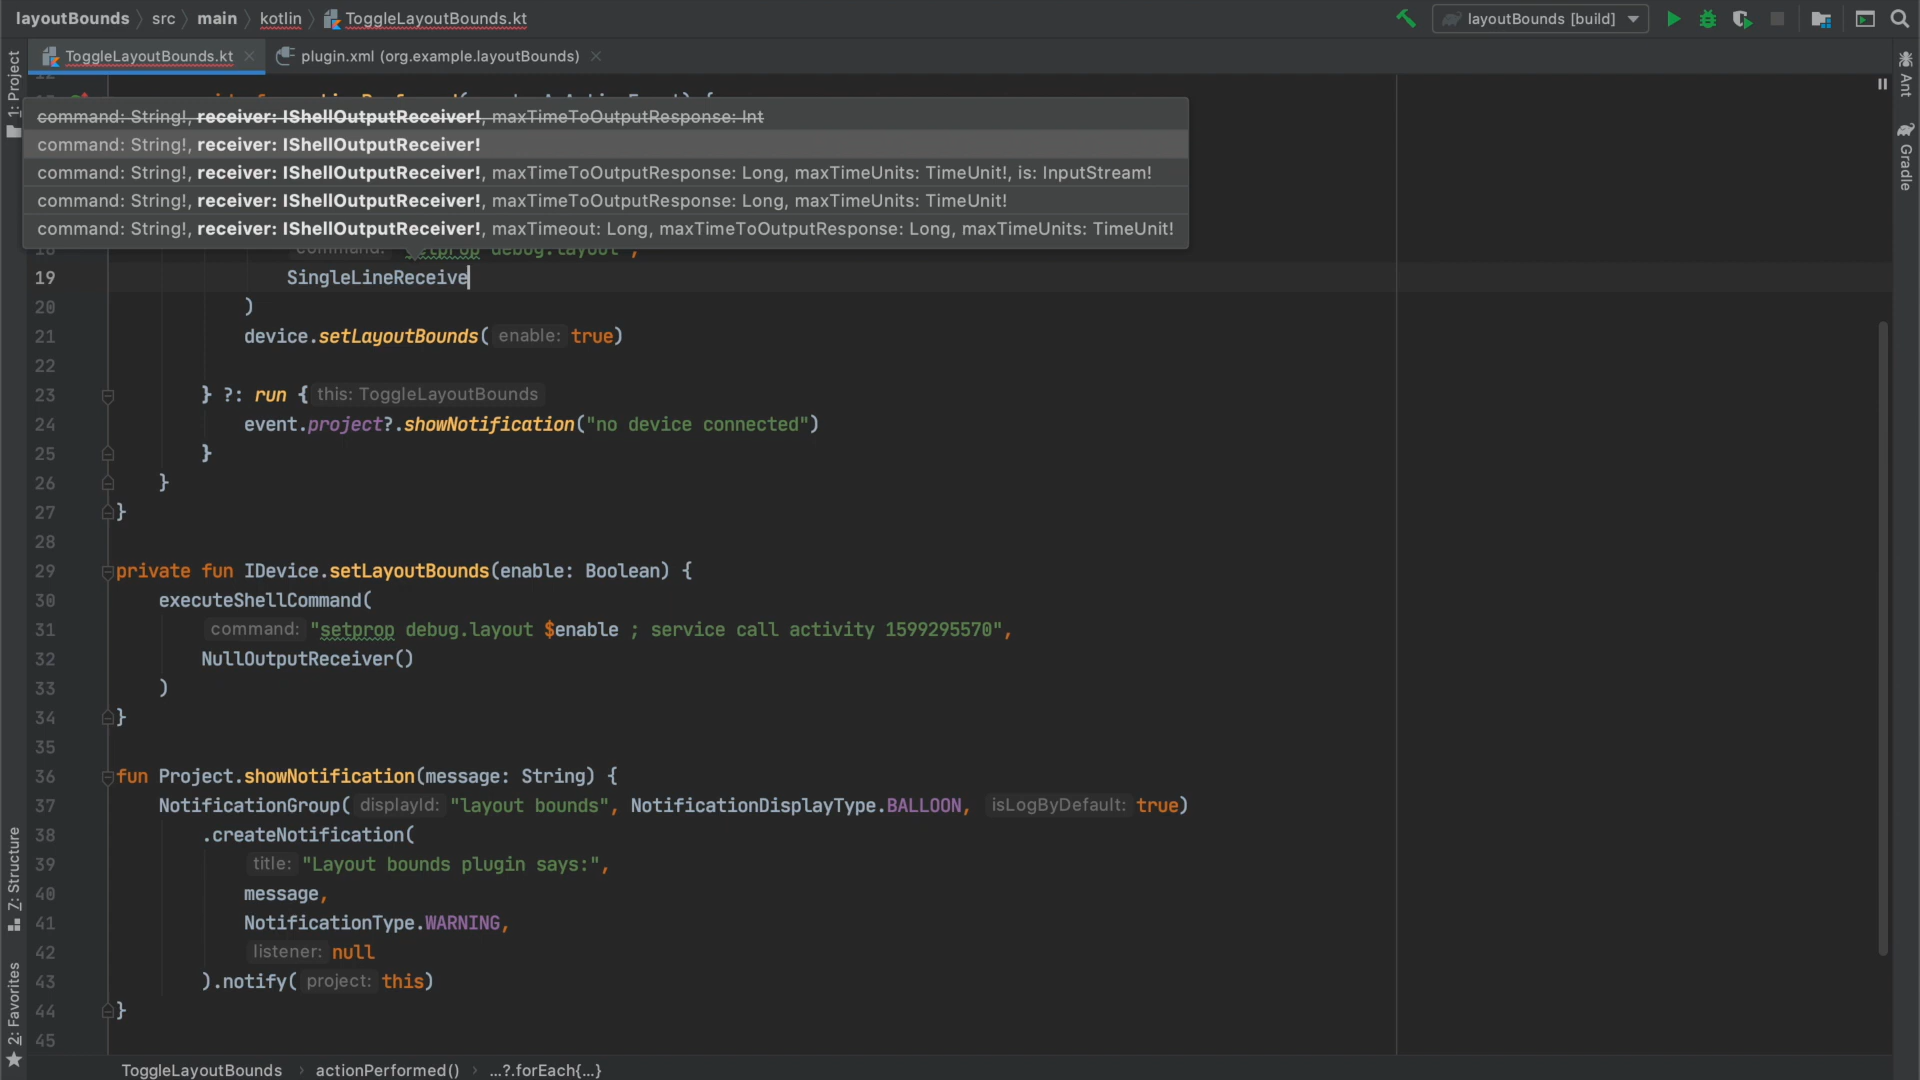 layoutBounds src main kotlin ToggleLayoutBounds.kt layoutBounds [build]
ToggleLayoutBounds.kt plugin.xml (org.example.layoutBounds)
1: Project
Ant
Gradle
command: String!, receiver: IShellOutputReceiver!, maxTimeToOutputResponse: Int
command: String!, receiver: IShellOutputReceiver!
command: String!, receiver: IShellOutputReceiver!, maxTimeToOutputResponse: Long, maxTimeUnits: TimeUnit!, is: InputStream!
command: String!, receiver: IShellOutputReceiver!, maxTimeToOutputResponse: Long, maxTimeUnits: TimeUnit!
command: String!, receiver: IShellOutputReceiver!, maxTimeout: Long, maxTimeToOutputResponse: Long, maxTimeUnits: TimeUnit!
19 SingleLineReceive
20 )
21 device.setLayoutBounds( enable: true)
22
23 } ?: run { this: ToggleLayoutBounds
24 event.project?.showNotification("no device connected")
25 }
26 }
27 }
28
29 private fun IDevice.setLayoutBounds(enable: Boolean) {
30 executeShellCommand(
31 command: "setprop debug.layout $enable ; service call activity 1599295570",
32 NullOutputReceiver()
33 )
34 }
35
36 fun Project.showNotification(message: String) {
37 NotificationGroup( displayId: "layout bounds", NotificationDisplayType.BALLOON, isLogByDefault: true)
38 .createNotification(
39 title: "Layout bounds plugin says:",
40 message,
41 NotificationType.WARNING,
42 listener: null
43 ).notify( project: this)
44 }
45
Z: Structure
2: Favorites
ToggleLayoutBounds actionPerformed() ...?.forEach{...}